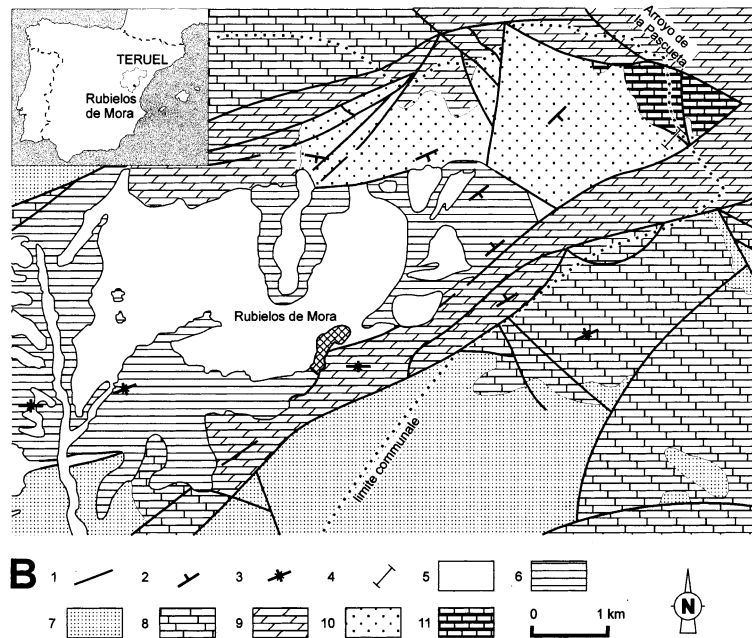 TERUEL
Rubielos
de Mora
Arroyo de
la Pascueta
Rubielos de Mora
limite communale
B 1 2 3 4 5 6
7 8 9 10 11 0 1 km
N